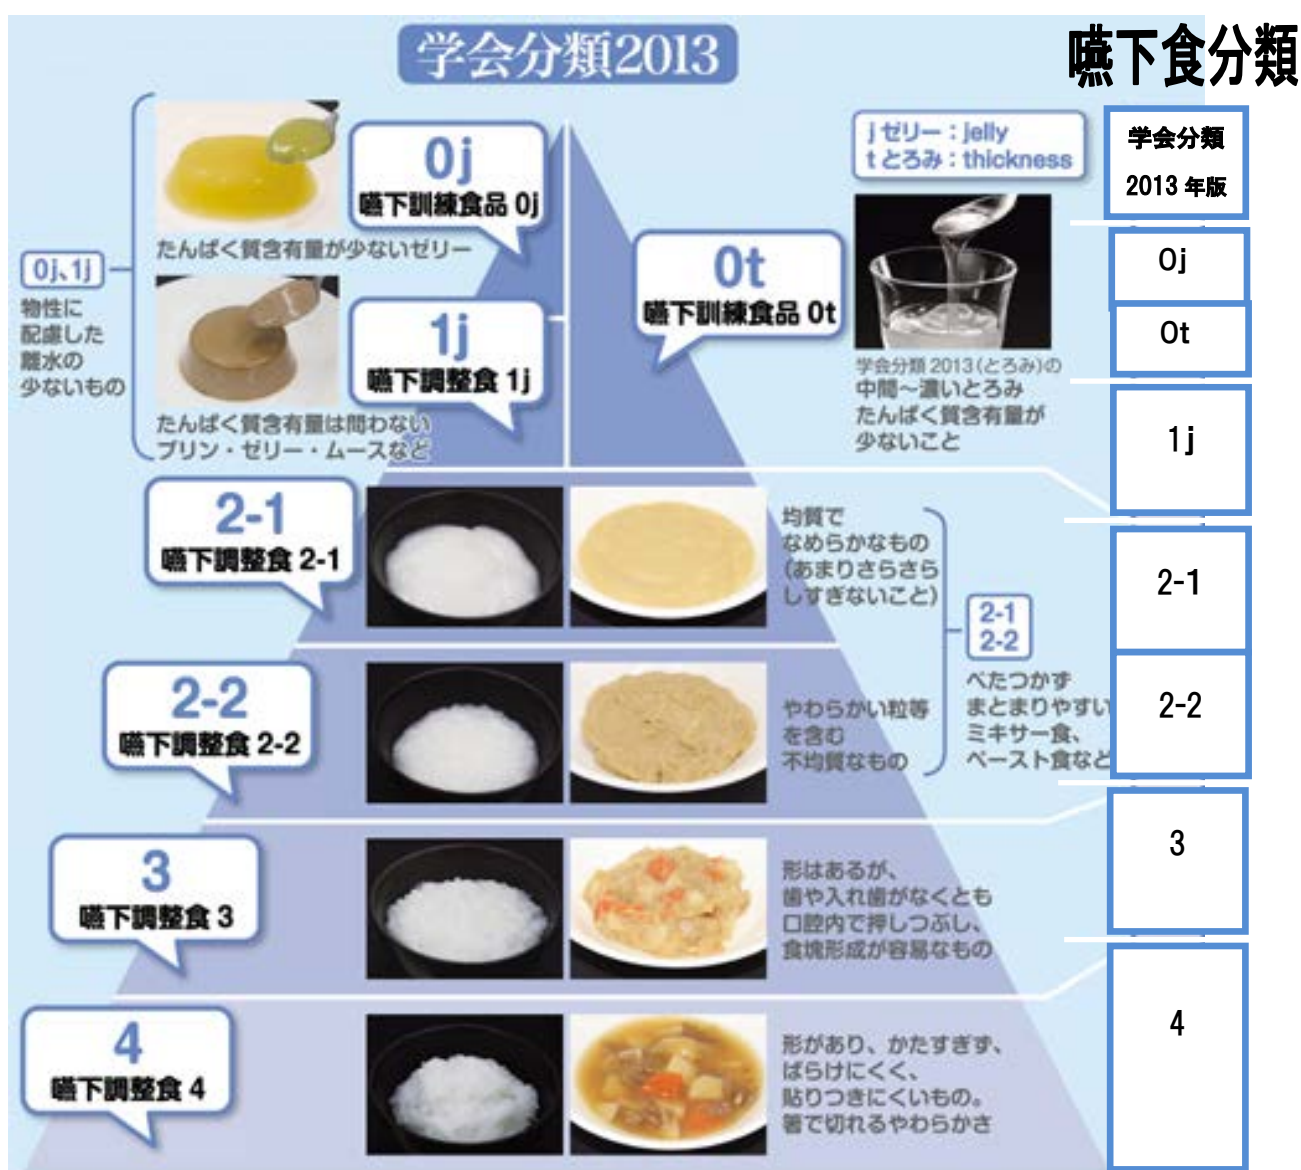 学会分類2013
嚥下食分類
0j
嚥下訓練食品 0j
たんぱく質含有量が少ないゼリー
0j、1j
物性に
配慮した
離水の
少ないもの
1j
嚥下調整食 1j
たんぱく質含有量は問わない
プリン・ゼリー・ムースなど
j ゼリー：jelly
t とろみ：thickness
0t
嚥下訓練食品 0t
学会分類 2013(とろみ)の
中間〜濃いとろみ
たんぱく質含有量が
少ないこと
2-1
嚥下調整食 2-1
均質で
なめらかなもの
(あまりさらさら
しすぎないこと)
2-1
2-2
べたつかず
まとまりやすい
ミキサー食、
ペースト食など
2-2
嚥下調整食 2-2
やわらかい粒等
を含む
不均質なもの
3
嚥下調整食 3
形はあるが、
歯や入れ歯がなくとも
口腔内で押しつぶし、
食塊形成が容易なもの
4
嚥下調整食 4
形があり、かたすぎず、
ばらけにくく、
貼りつきにくいもの。
箸で切れるやわらかさ
学会分類
2013 年版
0j
0t
1j
2-1
2-2
3
4